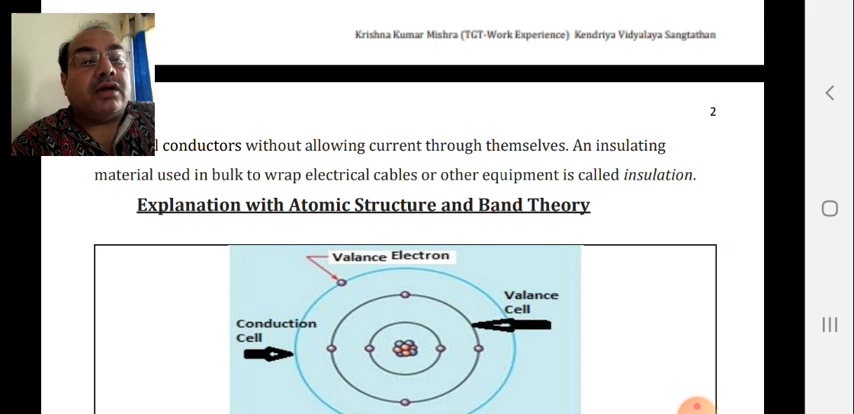 Krishna Kumar Mishra (TGT-Work Experience) Kendriya Vidyalaya Sangtathan
2
conductors without allowing current through themselves. An insulating
material used in bulk to wrap electrical cables or other equipment is called insulation.
Explanation with Atomic Structure and Band Theory
Valance Electron
Valance
Cell
Conduction
Cell